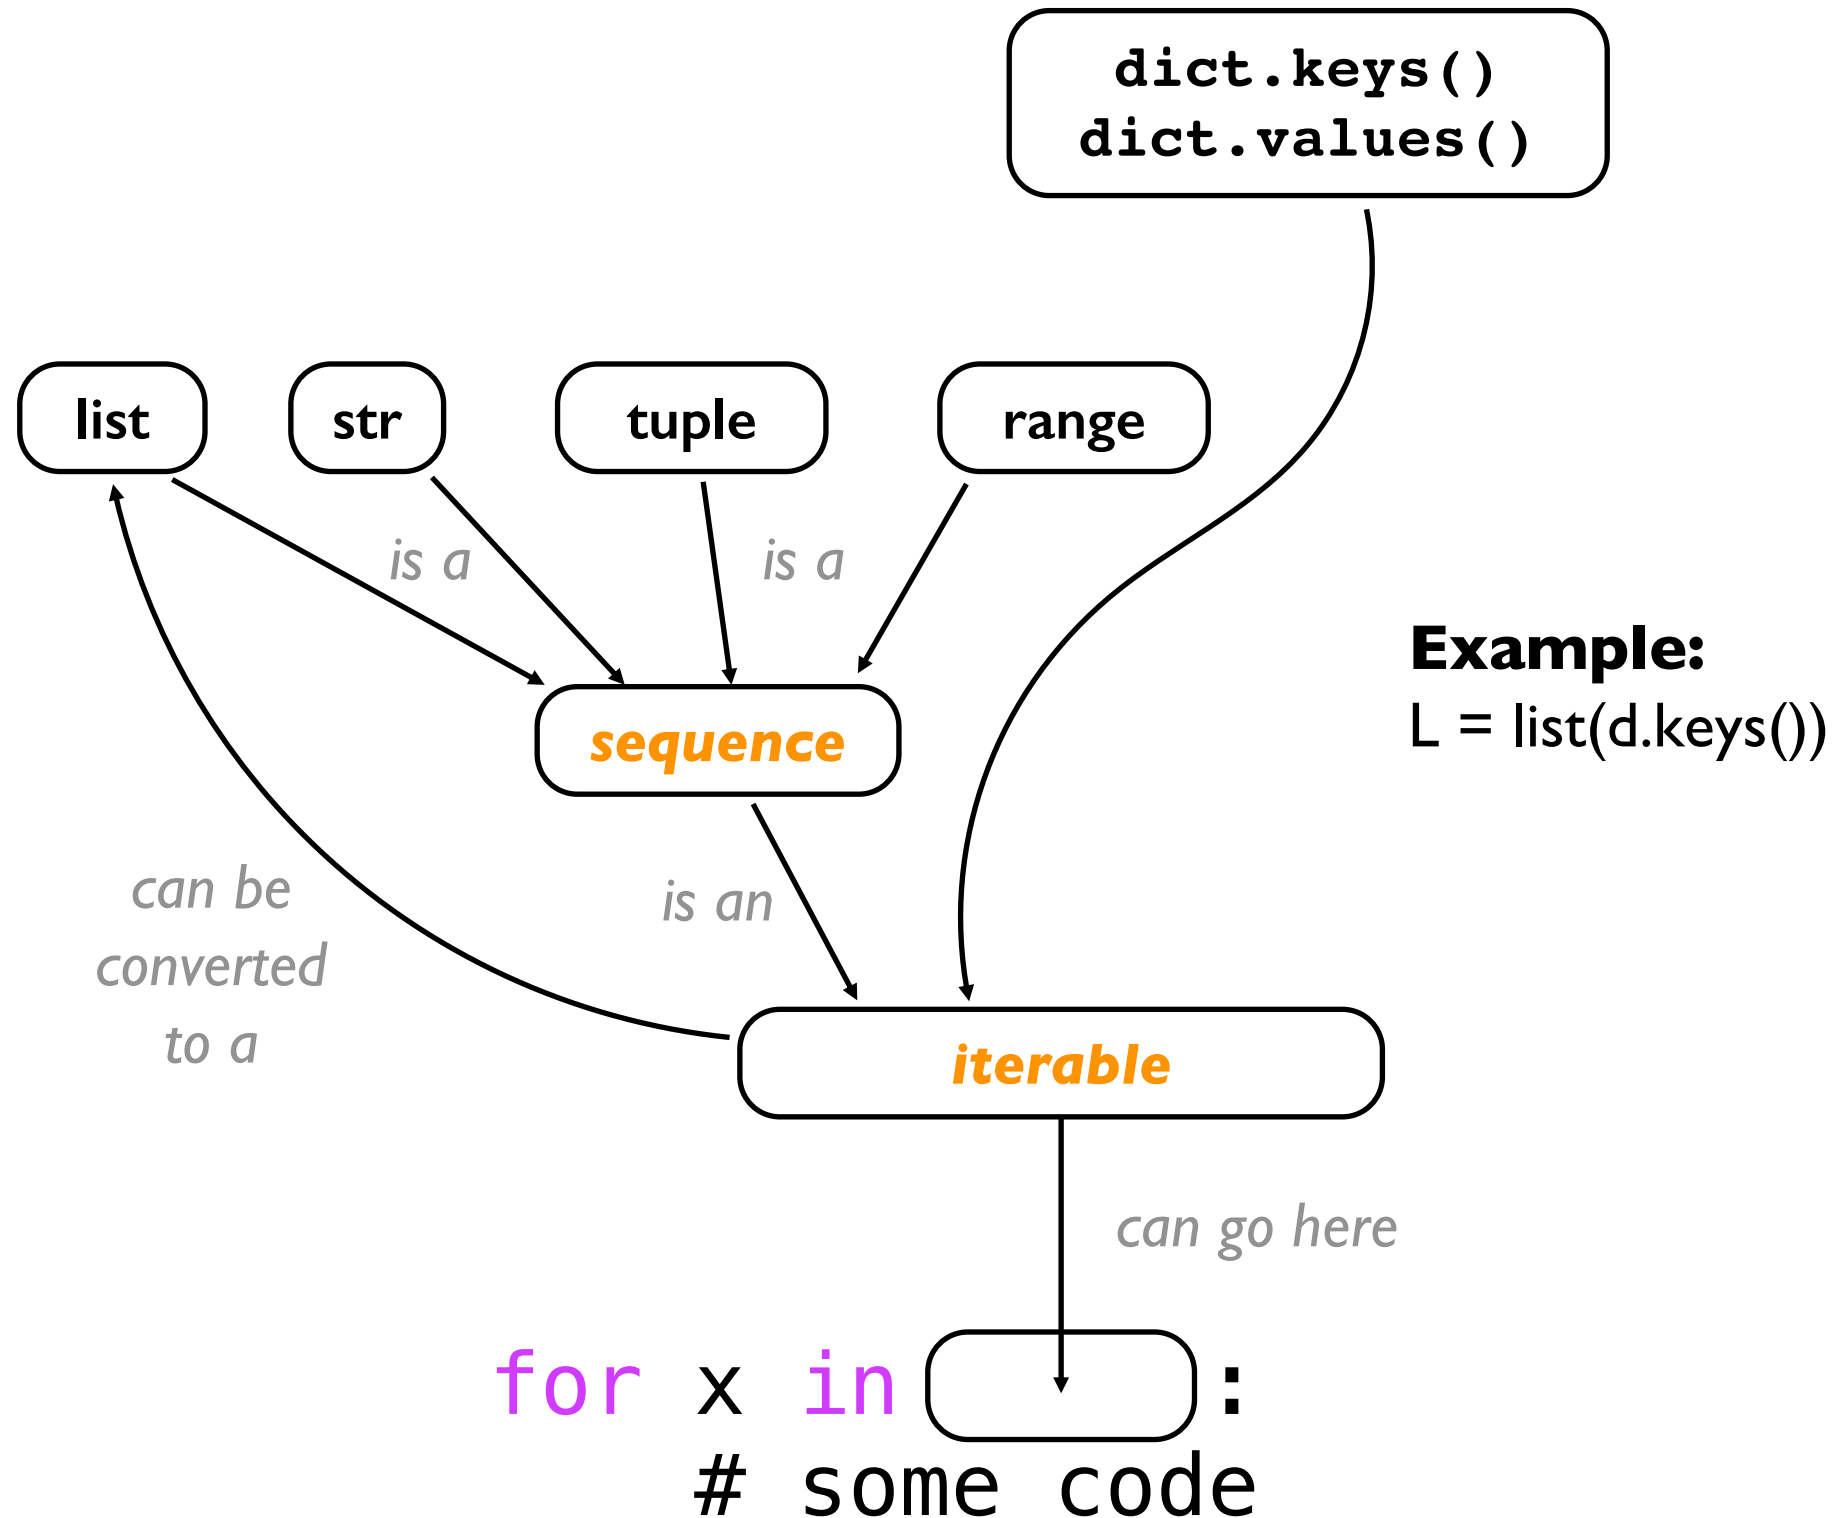 dict.keys()
dict.values()
list
str
tuple
range
is a
is a
Example:
L = list(d.keys())
sequence
can be
converted
to a
is an
iterable
can go here
for x in :
# some code